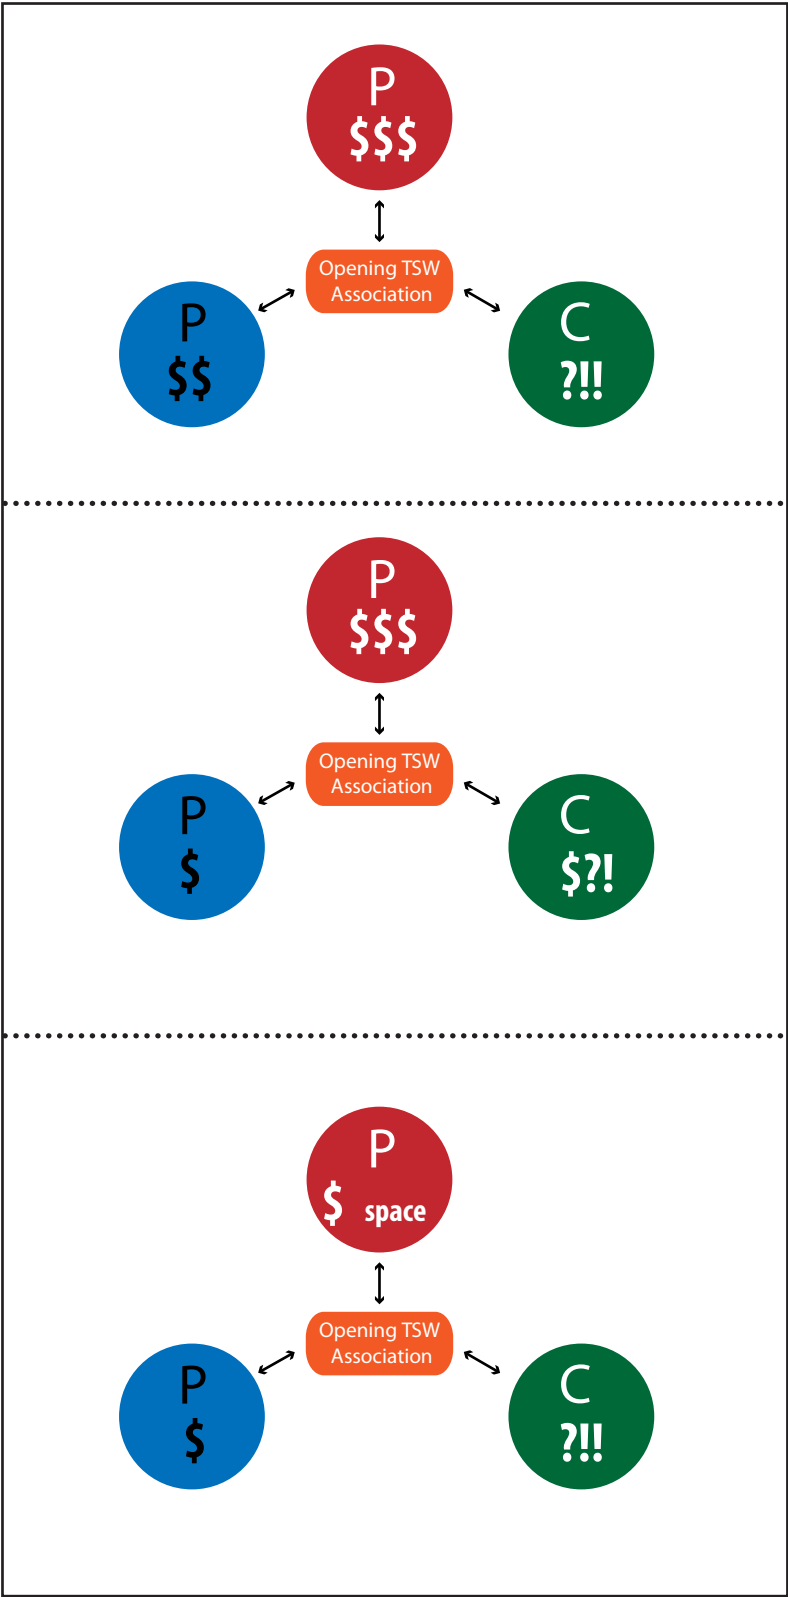 P
$$$
Opening TSW
Association
P
$$
C
?!!
P
$$$
Opening TSW
Association
P
$
C
$?!
P
$ space
Opening TSW
Association
P
$
C
?!!